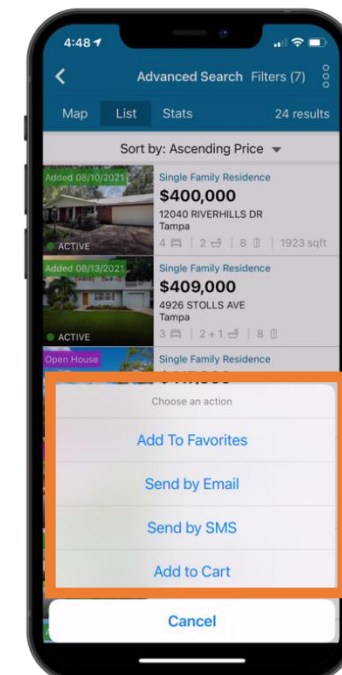 4:48
Advanced Search Filters (7)
Map List Stats 24 results
Sort by: Ascending Price
Added 08/10/2021
Single Family Residence
$400,000
12040 RIVERHILLS DR
Tampa
ACTIVE
4 | 2 | 8 | 1923 sqft
Added 08/13/2021
Single Family Residence
$409,000
4926 STOLLS AVE
Tampa
ACTIVE
3 | 2+1 | 8
Open House
Single Family Residence
Choose an action
Add To Favorites
Send by Email
Send by SMS
Add to Cart
Cancel